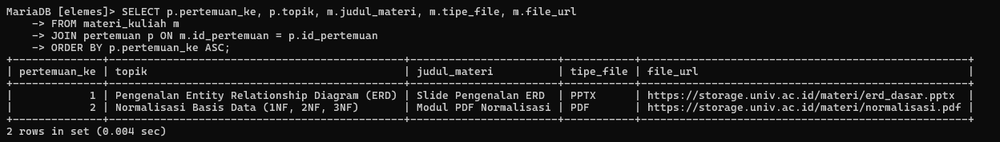 MariaDB [elemes]> SELECT p.pertemuan_ke, p.topik, m.judul_materi, m.tipe_file, m.file_url
    -> FROM materi_kuliah m
    -> JOIN pertemuan p ON m.id_pertemuan = p.id_pertemuan
    -> ORDER BY p.pertemuan_ke ASC;
+--------------+---------------------------------------------+----------------------+-----------+--------------------------------------------------+
| pertemuan_ke | topik                                       | judul_materi         | tipe_file | file_url                                         |
+--------------+---------------------------------------------+----------------------+-----------+--------------------------------------------------+
|            1 | Pengenalan Entity Relationship Diagram (ERD) | Slide Pengenalan ERD  | PPTX      | https://storage.univ.ac.id/materi/erd_dasar.pptx  |
|            2 | Normalisasi Basis Data (1NF, 2NF, 3NF)       | Modul PDF Normalisasi | PDF       | https://storage.univ.ac.id/materi/normalisasi.pdf |
+--------------+---------------------------------------------+----------------------+-----------+--------------------------------------------------+
2 rows in set (0.004 sec)